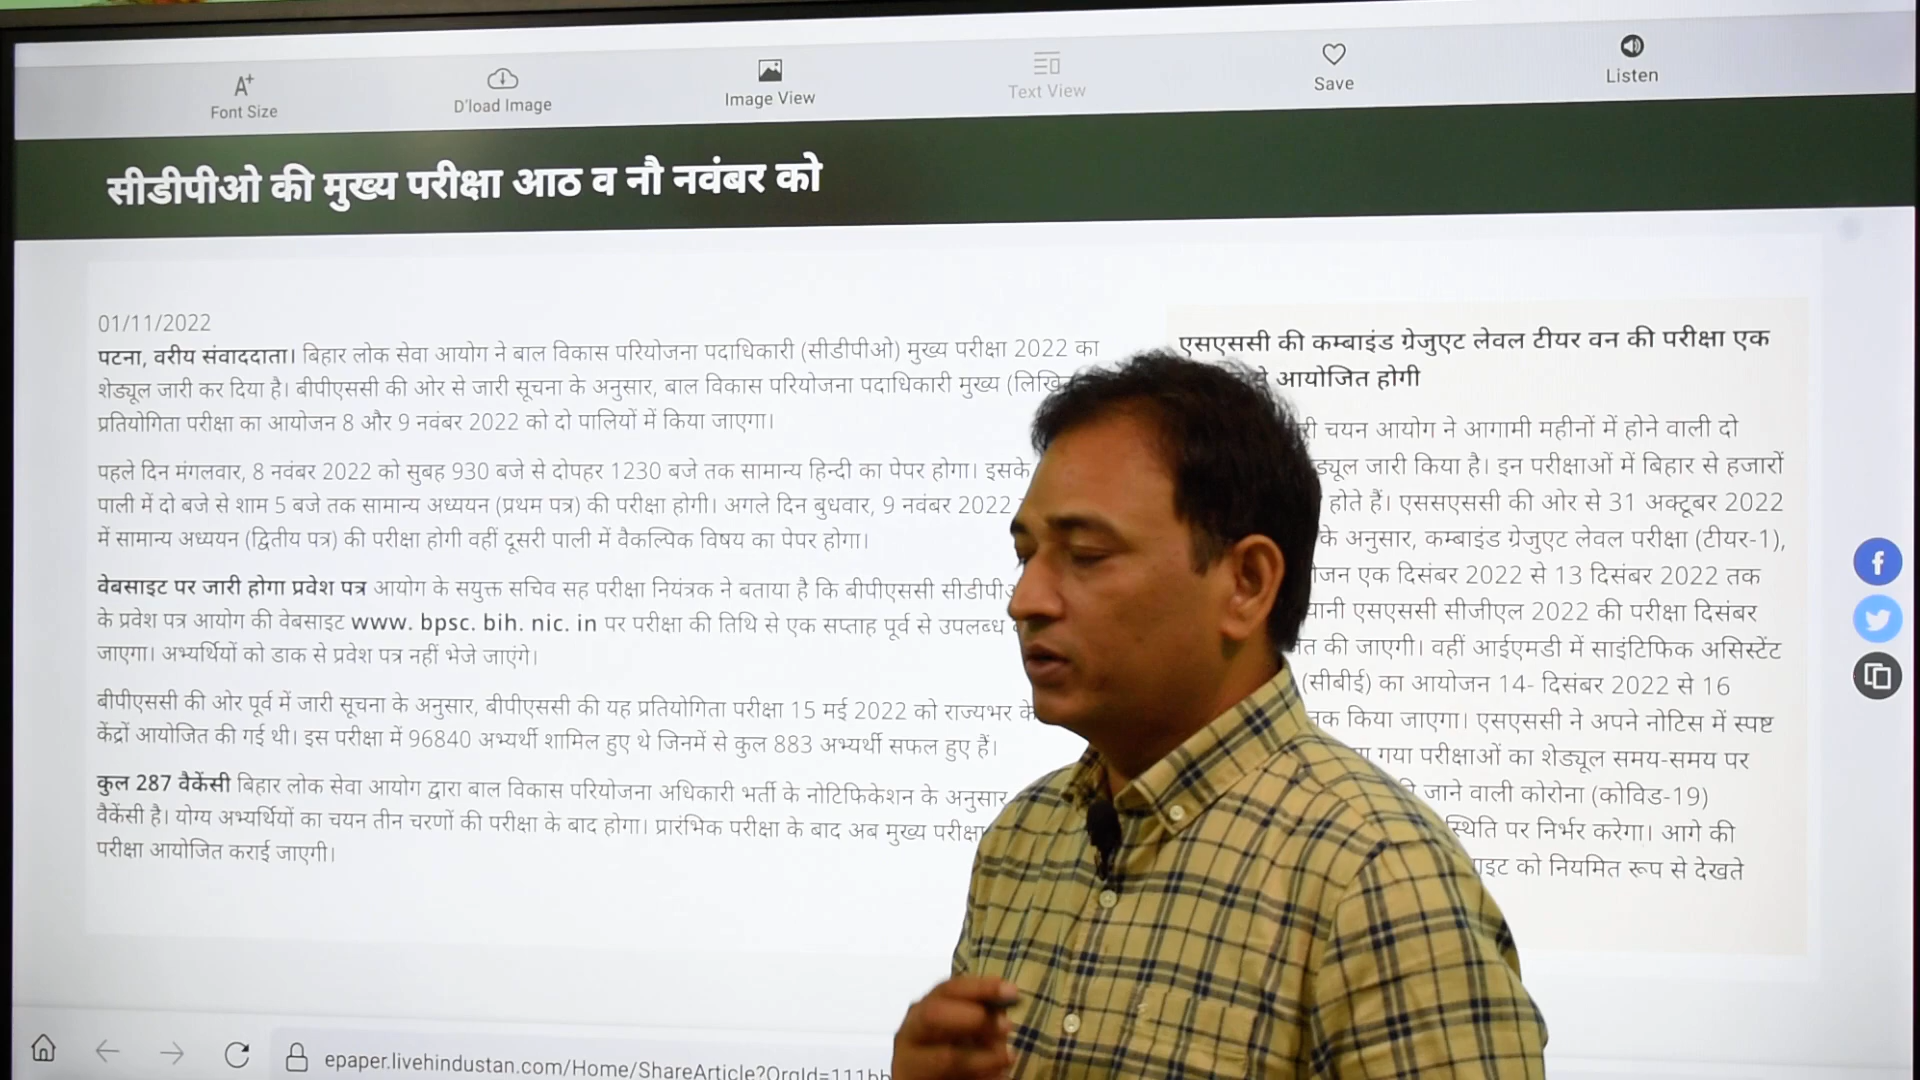 Font Size
D'load Image
Image View
Text View
Save
Listen
सीडीपीओ की मुख्य परीक्षा आठ व नौ नवंबर को
01/11/2022
पटना, वरीय संवाददाता। बिहार लोक सेवा आयोग ने बाल विकास परियोजना पदाधिकारी (सीडीपीओ) मुख्य परीक्षा 2022 का
शेड्यूल जारी कर दिया है। बीपीएससी की ओर से जारी सूचना के अनुसार, बाल विकास परियोजना पदाधिकारी मुख्य
प्रतियोगिता परीक्षा का आयोजन 8 और 9 नवंबर 2022 को दो पालियों में किया जाएगा।
पहले दिन मंगलवार, 8 नवंबर 2022 को सुबह 930 बजे से दोपहर 1230 बजे तक सामान्य हिन्दी का पेपर होगा। इसके
पाली में दो बजे से शाम 5 बजे तक सामान्य अध्ययन (प्रथम पत्र) की परीक्षा होगी। अगले दिन बुधवार, 9 नवंबर 2022
में सामान्य अध्ययन (द्वितीय पत्र) की परीक्षा होगी वहीं दूसरी पाली में वैकल्पिक विषय का पेपर होगा।
वेबसाइट पर जारी होगा प्रवेश पत्र आयोग के सयुक्त सचिव सह परीक्षा नियंत्रक ने बताया है कि बीपीएससी
के प्रवेश पत्र आयोग की वेबसाइट www. bpsc. bih. nic. in पर परीक्षा की तिथि से एक सप्ताह पूर्व से उपलब्ध
जाएगा। अभ्यर्थियों को डाक से प्रवेश पत्र नहीं भेजे जाएंगे।
बीपीएससी की ओर पूर्व में जारी सूचना के अनुसार, बीपीएससी की यह प्रतियोगिता परीक्षा 15 मई 2022 को राज्यभर के
केंद्रों आयोजित की गई थी। इस परीक्षा में 96840 अभ्यर्थी शामिल हुए थे जिनमें से कुल 883 अभ्यर्थी सफल हुए हैं।
कुल 287 वैकेंसी बिहार लोक सेवा आयोग द्वारा बाल विकास परियोजना अधिकारी भर्ती के नोटिफिकेशन के अनुसार
वैकेंसी है। योग्य अभ्यर्थियों का चयन तीन चरणों की परीक्षा के बाद होगा। प्रारंभिक परीक्षा के बाद अब मुख्य परीक्षा
परीक्षा आयोजित कराई जाएगी।
एसएससी की कम्बाइंड ग्रेजुएट लेवल टीयर वन की परीक्षा एक
आयोजित होगी
चयन आयोग ने आगामी महीनों में होने वाली दो
जारी किया है। इन परीक्षाओं में बिहार से हजारों
होते हैं। एससएससी की ओर से 31 अक्टूबर 2022
के अनुसार, कम्बाइंड ग्रेजुएट लेवल परीक्षा (टीयर-1),
एक दिसंबर 2022 से 13 दिसंबर 2022 तक
एसएससी सीजीएल 2022 की परीक्षा दिसंबर
की जाएगी। वहीं आईएमडी में साइंटिफिक असिस्टेंट
(सीबीई) का आयोजन 14- दिसंबर 2022 से 16
तक किया जाएगा। एसएससी ने अपने नोटिस में स्पष्ट
गया परीक्षाओं का शेड्यूल समय-समय पर
जाने वाली कोरोना (कोविड-19)
पर निर्भर करेगा। आगे की
को नियमित रूप से देखते
epaper.livehindustan.com/Home/ShareArticle?OrgId=111bb